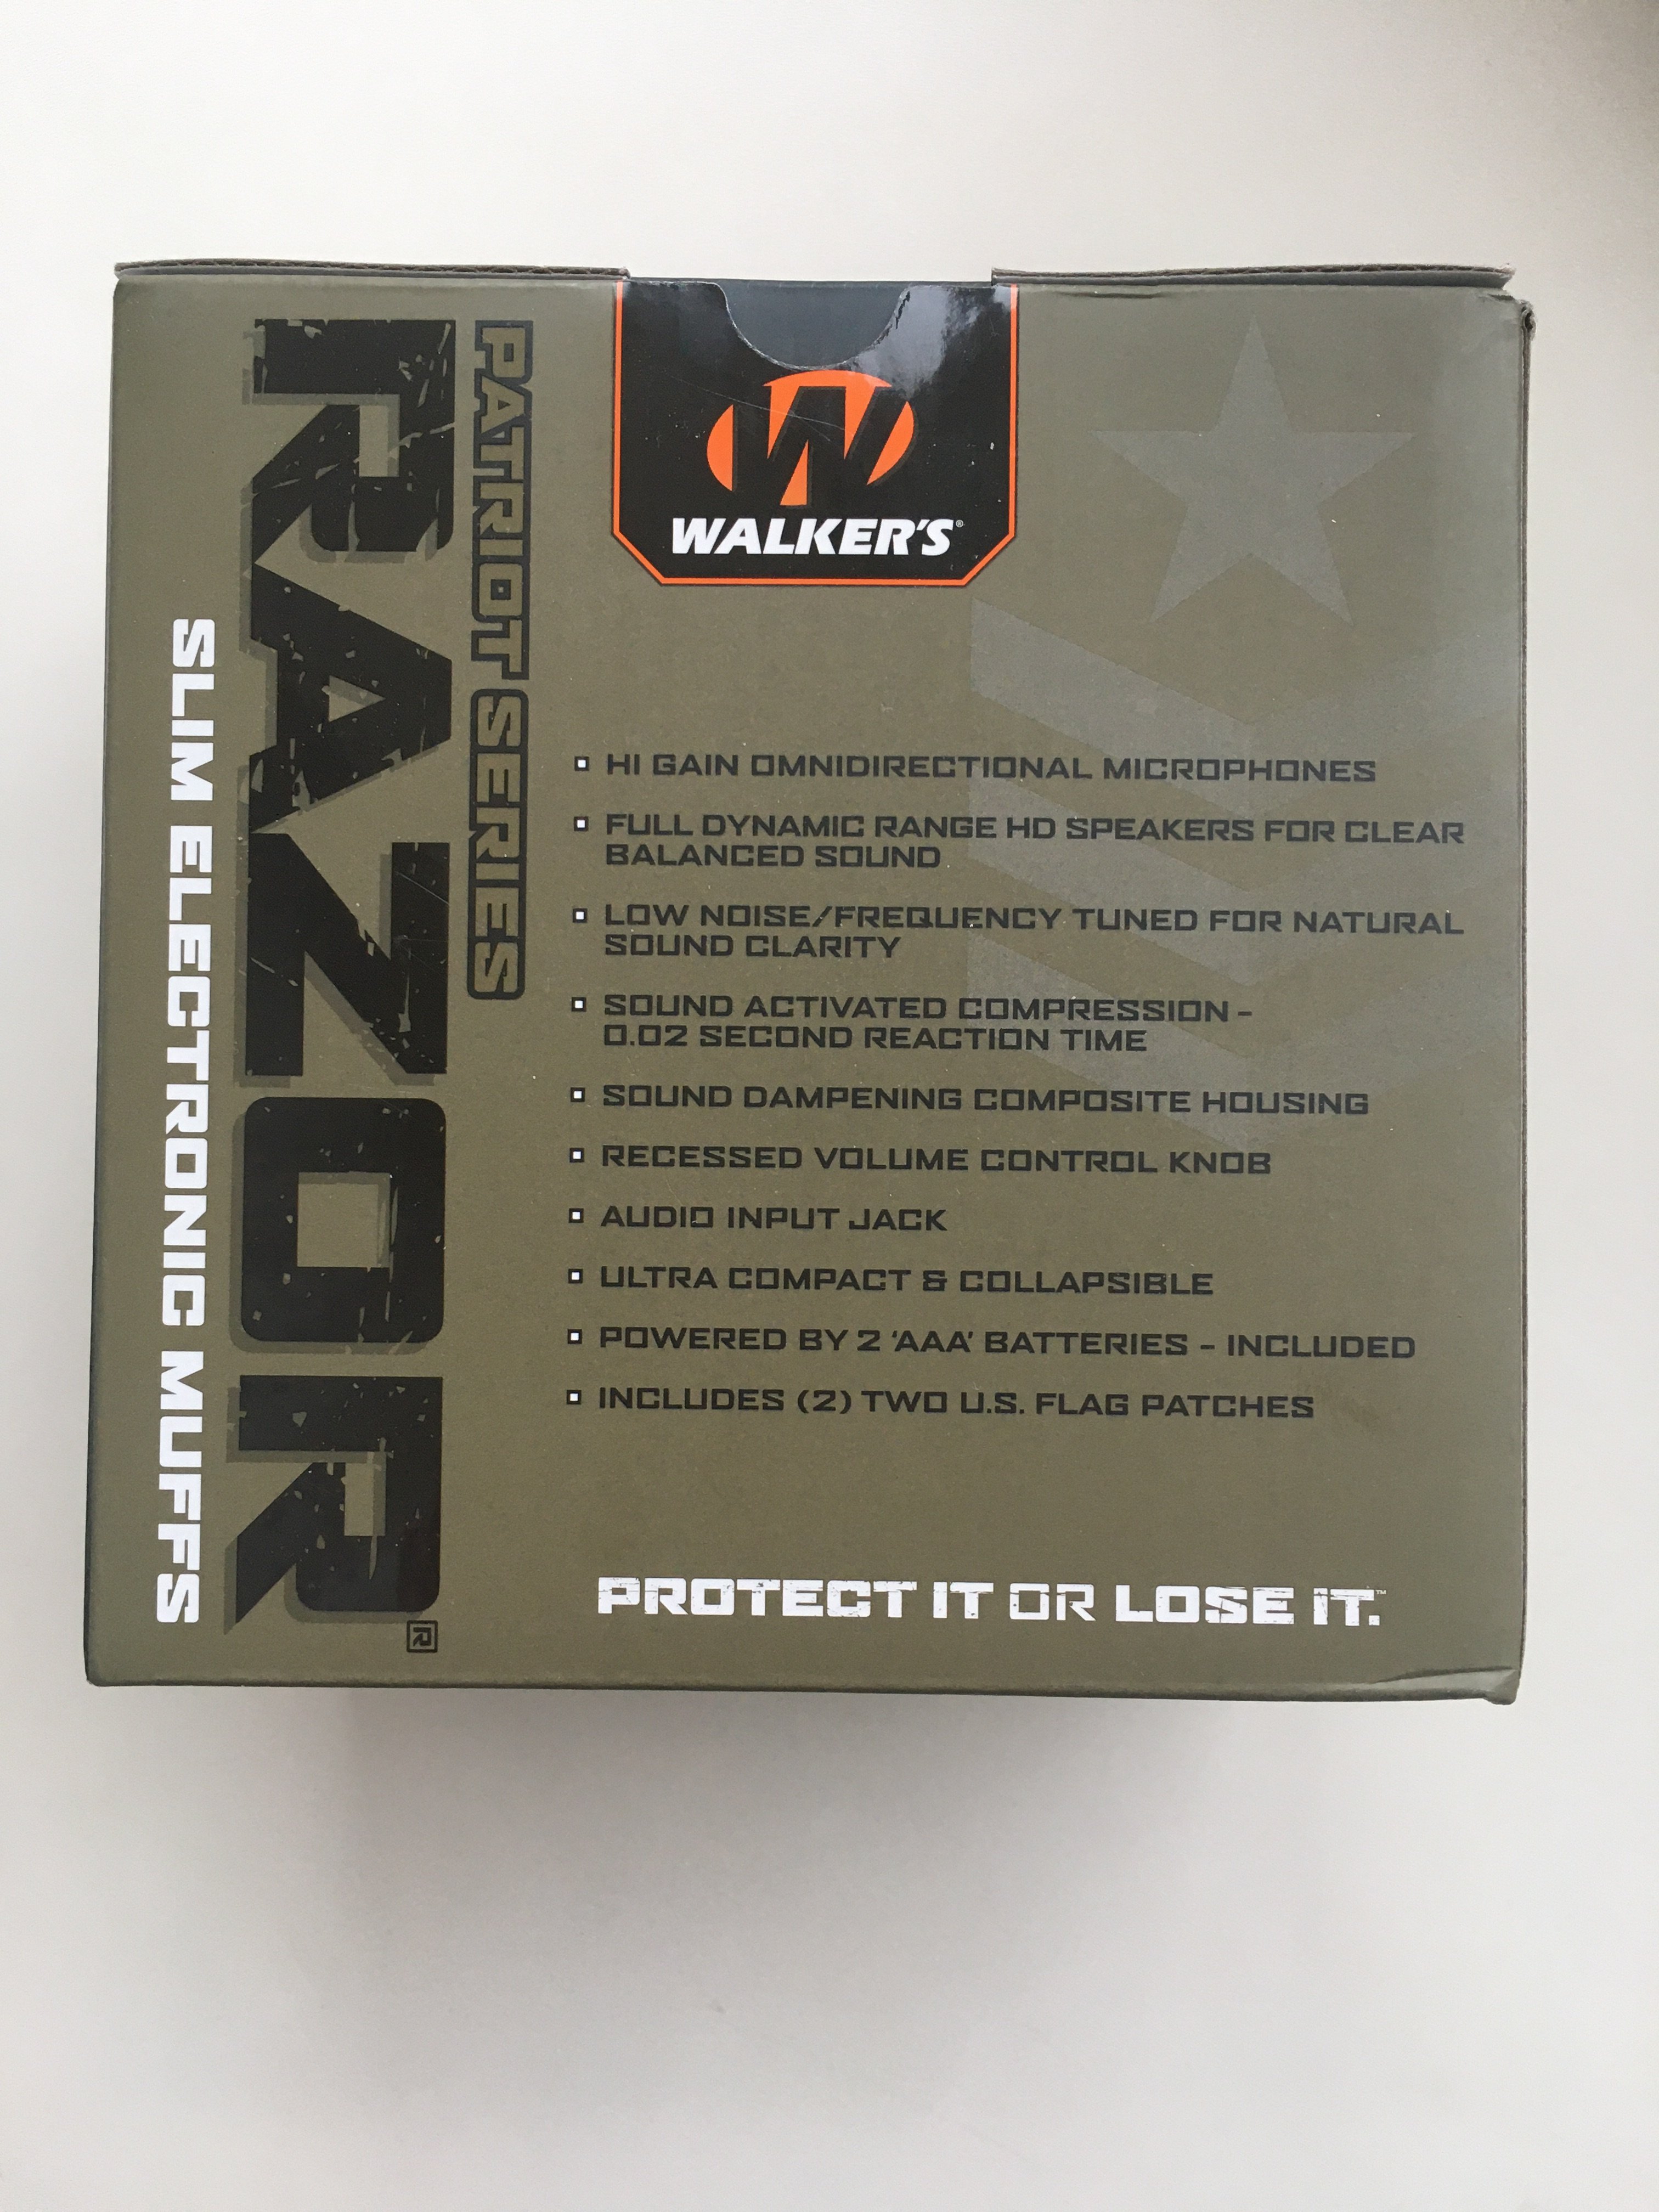 WALKER'S®
PATRIOT SERIES
RAZOR®
SLIM ELECTRONIC MUFFS
HI GAIN OMNIDIRECTIONAL MICROPHONES
FULL DYNAMIC RANGE HD SPEAKERS FOR CLEAR
BALANCED SOUND
LOW NOISE/FREQUENCY TUNED FOR NATURAL
SOUND CLARITY
SOUND ACTIVATED COMPRESSION -
0.02 SECOND REACTION TIME
SOUND DAMPENING COMPOSITE HOUSING
RECESSED VOLUME CONTROL KNOB
AUDIO INPUT JACK
ULTRA COMPACT & COLLAPSIBLE
POWERED BY 2 'AAA' BATTERIES - INCLUDED
INCLUDES (2) TWO U.S. FLAG PATCHES
PROTECT IT OR LOSE IT.™